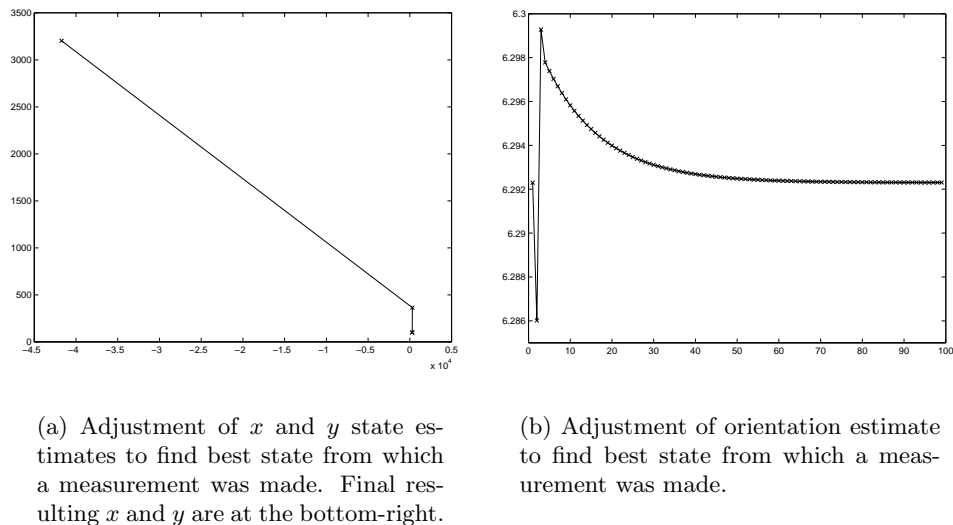 3500
3000
2500
2000
1500
1000
500
0
−4.5 −4 −3.5 −3 −2.5 −2 −1.5 −1 −0.5 0 0.5
x 10⁴
6.3
6.298
6.296
6.294
6.292
6.29
6.288
6.286
0 10 20 30 40 50 60 70 80 90 100
(a) Adjustment of x and y state es-
timates to find best state from which
a measurement was made. Final res-
ulting x and y are at the bottom-right.
(b) Adjustment of orientation estimate
to find best state from which a meas-
urement was made.